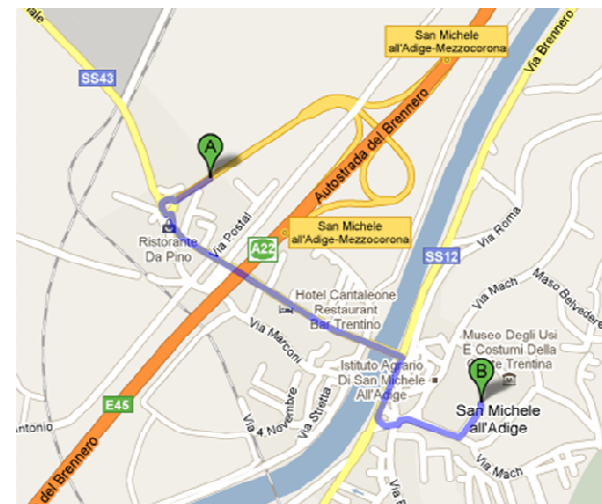 San Michele
all'Adige-Mezzocorona
Via Brennero
SS43
A
Autostrada del Brennero
Via Postal
Ristorante
Da Pino
San Michele
all'Adige-Mezzocorona
A22
Via Roma
SS12
Hotel Cantaleone
Restaurant
Bar Trentino
Via Mach
Maso Belvedere
Museo Degli Usi
E Costumi Della
Trentina
Via Marconi
Istituto Agrario
Di San Michele
All'Adige
B
San Michele
all'Adige
E45
Via 4 Novembre
Via Stretta
Antonio
Via Mach
del Brennero